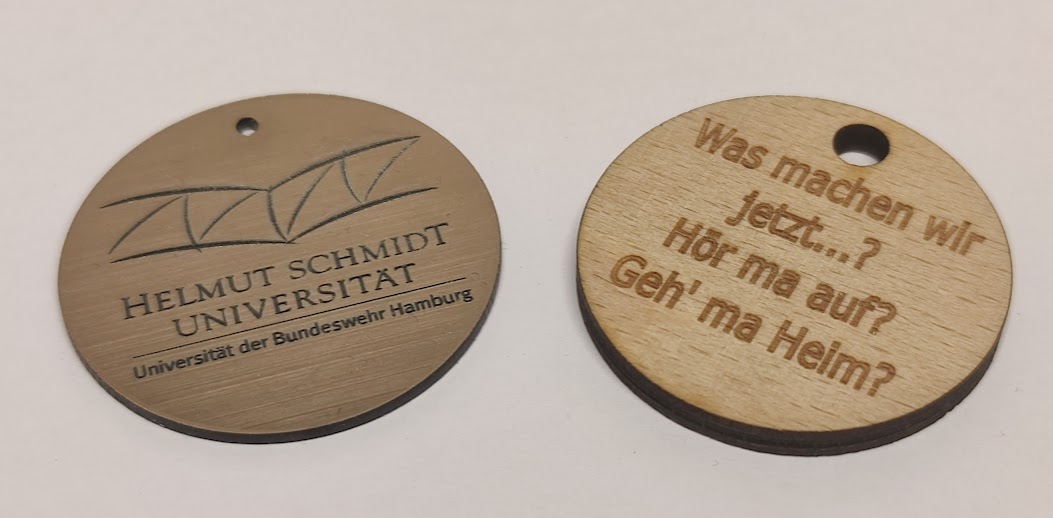 HELMUT SCHMIDT
UNIVERSITÄT
Universität der Bundeswehr Hamburg
Was machen wir
jetzt...?
Hör ma auf?
Geh' ma Heim?